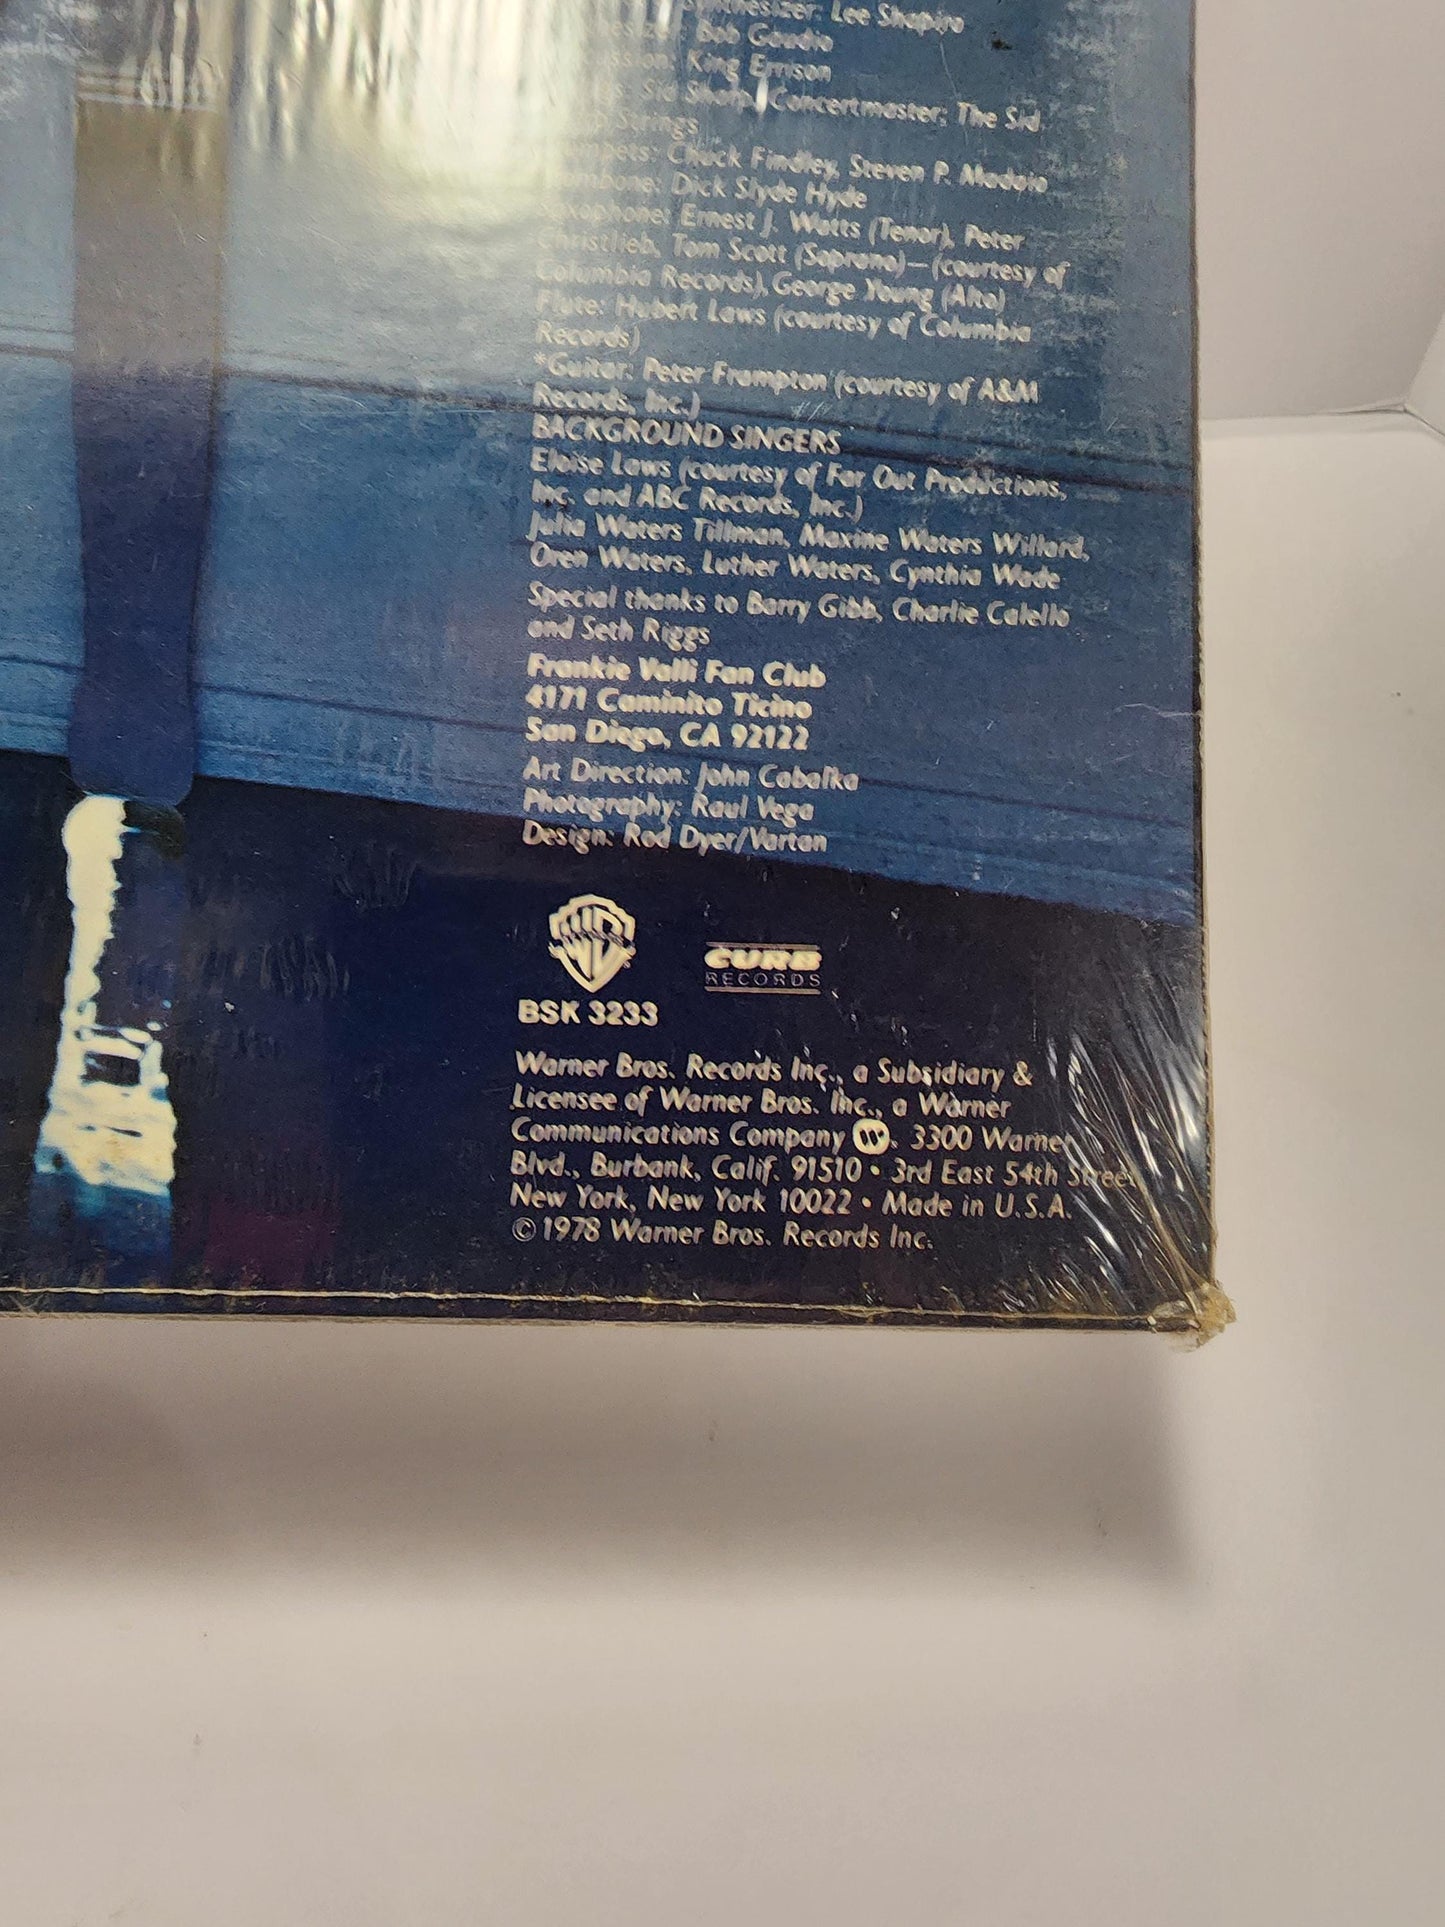 Lee Shapiro
Bob Gaudio
King Errison
Concertmaster: The Sid
Strings
Chuck Findley, Steven P. Madaio
Dick Slyde Hyde
Saxophone: Ernest J. Watts (Tenor), Peter
Christlieb, Tom Scott (Soprano)—(courtesy of
Columbia Records), George Young (Alto)
Flute: Hubert Laws (courtesy of Columbia
Records)
*Guitar: Peter Frampton (courtesy of A&M
Records, Inc.)
BACKGROUND SINGERS
Eloise Laws (courtesy of Far Out Productions,
Inc. and ABC Records, Inc.)
Julia Waters Tillman, Maxine Waters Willard,
Oren Waters, Luther Waters, Cynthia Wade
Special thanks to Barry Gibb, Charlie Calello
and Seth Riggs
Frankie Valli Fan Club
4171 Caminito Ticino
San Diego, CA 92122
Art Direction: John Cabalka
Photography: Raul Vega
Design: Rod Dyer/Vartan
CURB
RECORDS
BSK 3233
Warner Bros. Records Inc., a Subsidiary &
Licensee of Warner Bros. Inc., a Warner
Communications Company. 3300 Warner
Blvd., Burbank, Calif. 91510 • 3rd East 54th Street,
New York, New York 10022 • Made in U.S.A.
©1978 Warner Bros. Records Inc.